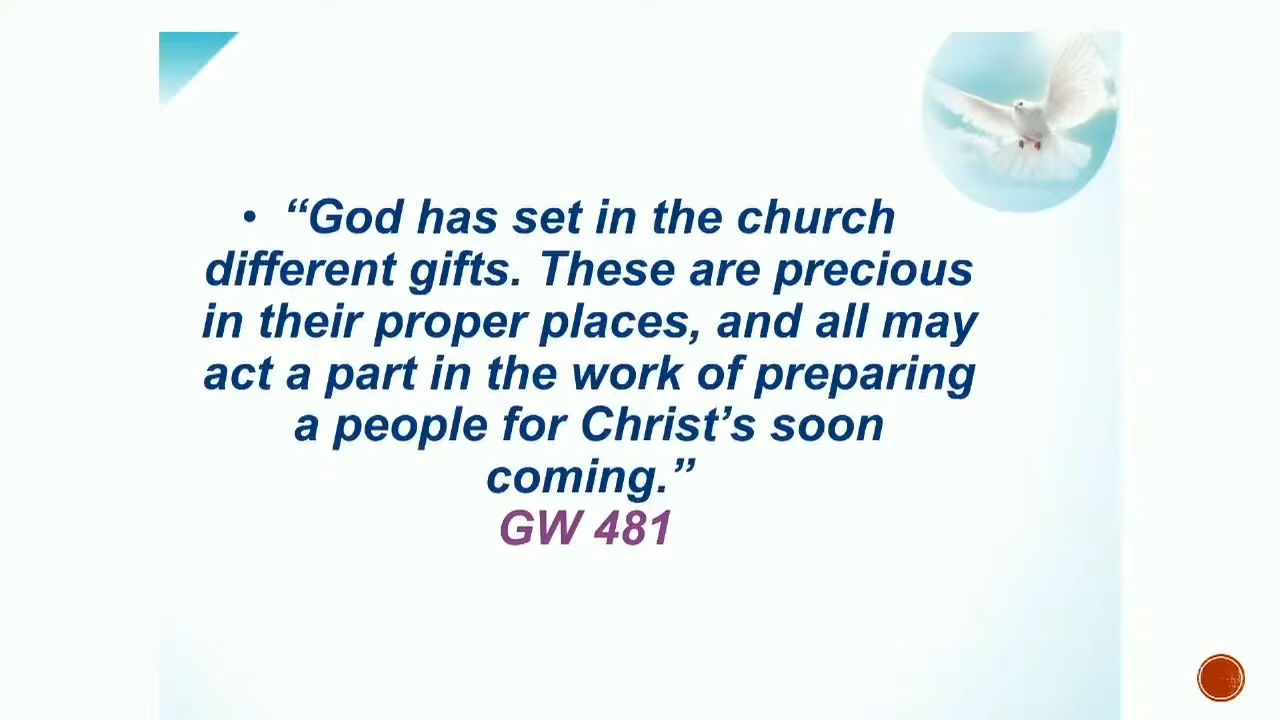 • “God has set in the church
different gifts. These are precious
in their proper places, and all may
act a part in the work of preparing
a people for Christ’s soon
coming.”
GW 481